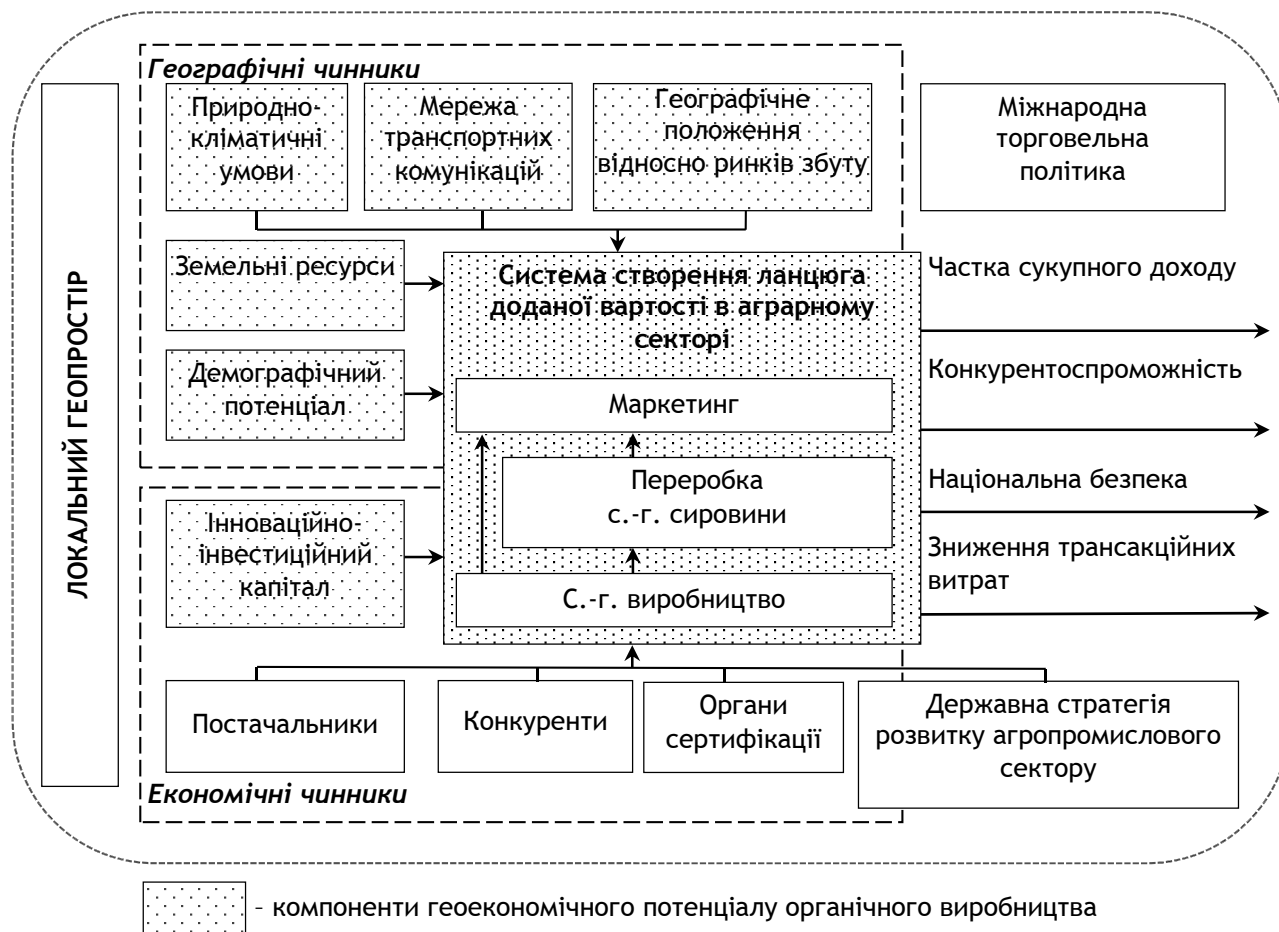 Географічні чинники
Природно-
кліматичні
умови
Мережа
транспортних
комунікацій
Географічне
положення
відносно ринків збуту
Міжнародна
торговельна
політика
ЛОКАЛЬНИЙ ГЕОПРОСТІР
Земельні ресурси
Демографічний
потенціал
Система створення ланцюга
доданої вартості в аграрному
секторі
Маркетинг
Переробка
с.-г. сировини
С.-г. виробництво
Інноваційно-
інвестиційний
капітал
Частка сукупного доходу
Конкурентоспроможність
Національна безпека
Зниження трансакційних
витрат
Постачальники
Конкуренти
Органи
сертифікації
Державна стратегія
розвитку агропромислового
сектору
Економічні чинники
- компоненти геоекономічного потенціалу органічного виробництва